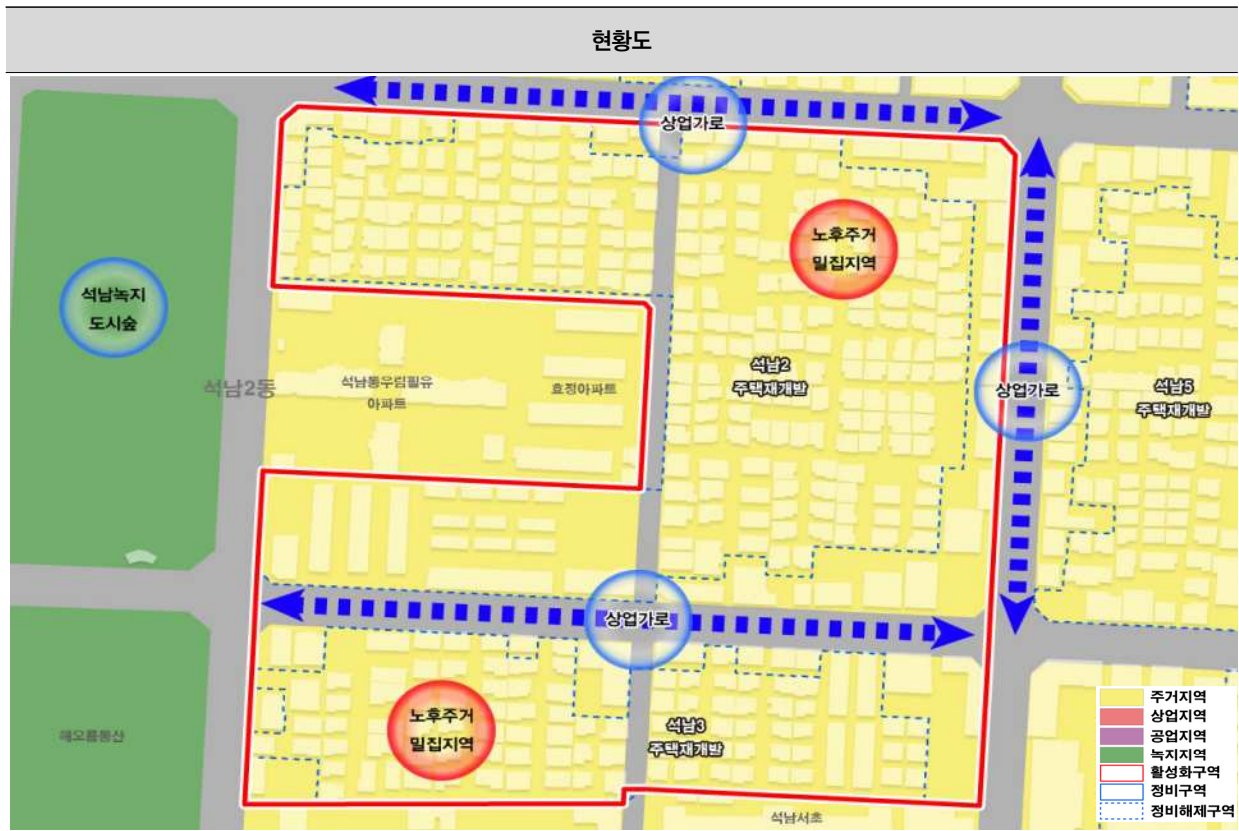 현황도
상업가로
노후주거
밀집지역
석남녹지
도시숲
석남2동
석남동우림필유
아파트
효정아파트
석남2
주택재개발
상업가로
석남5
주택재개발
상업가로
노후주거
밀집지역
석남3
주택재개발
해오름동산
석남서초
주거지역
상업지역
공업지역
녹지지역
활성화구역
정비구역
정비해제구역